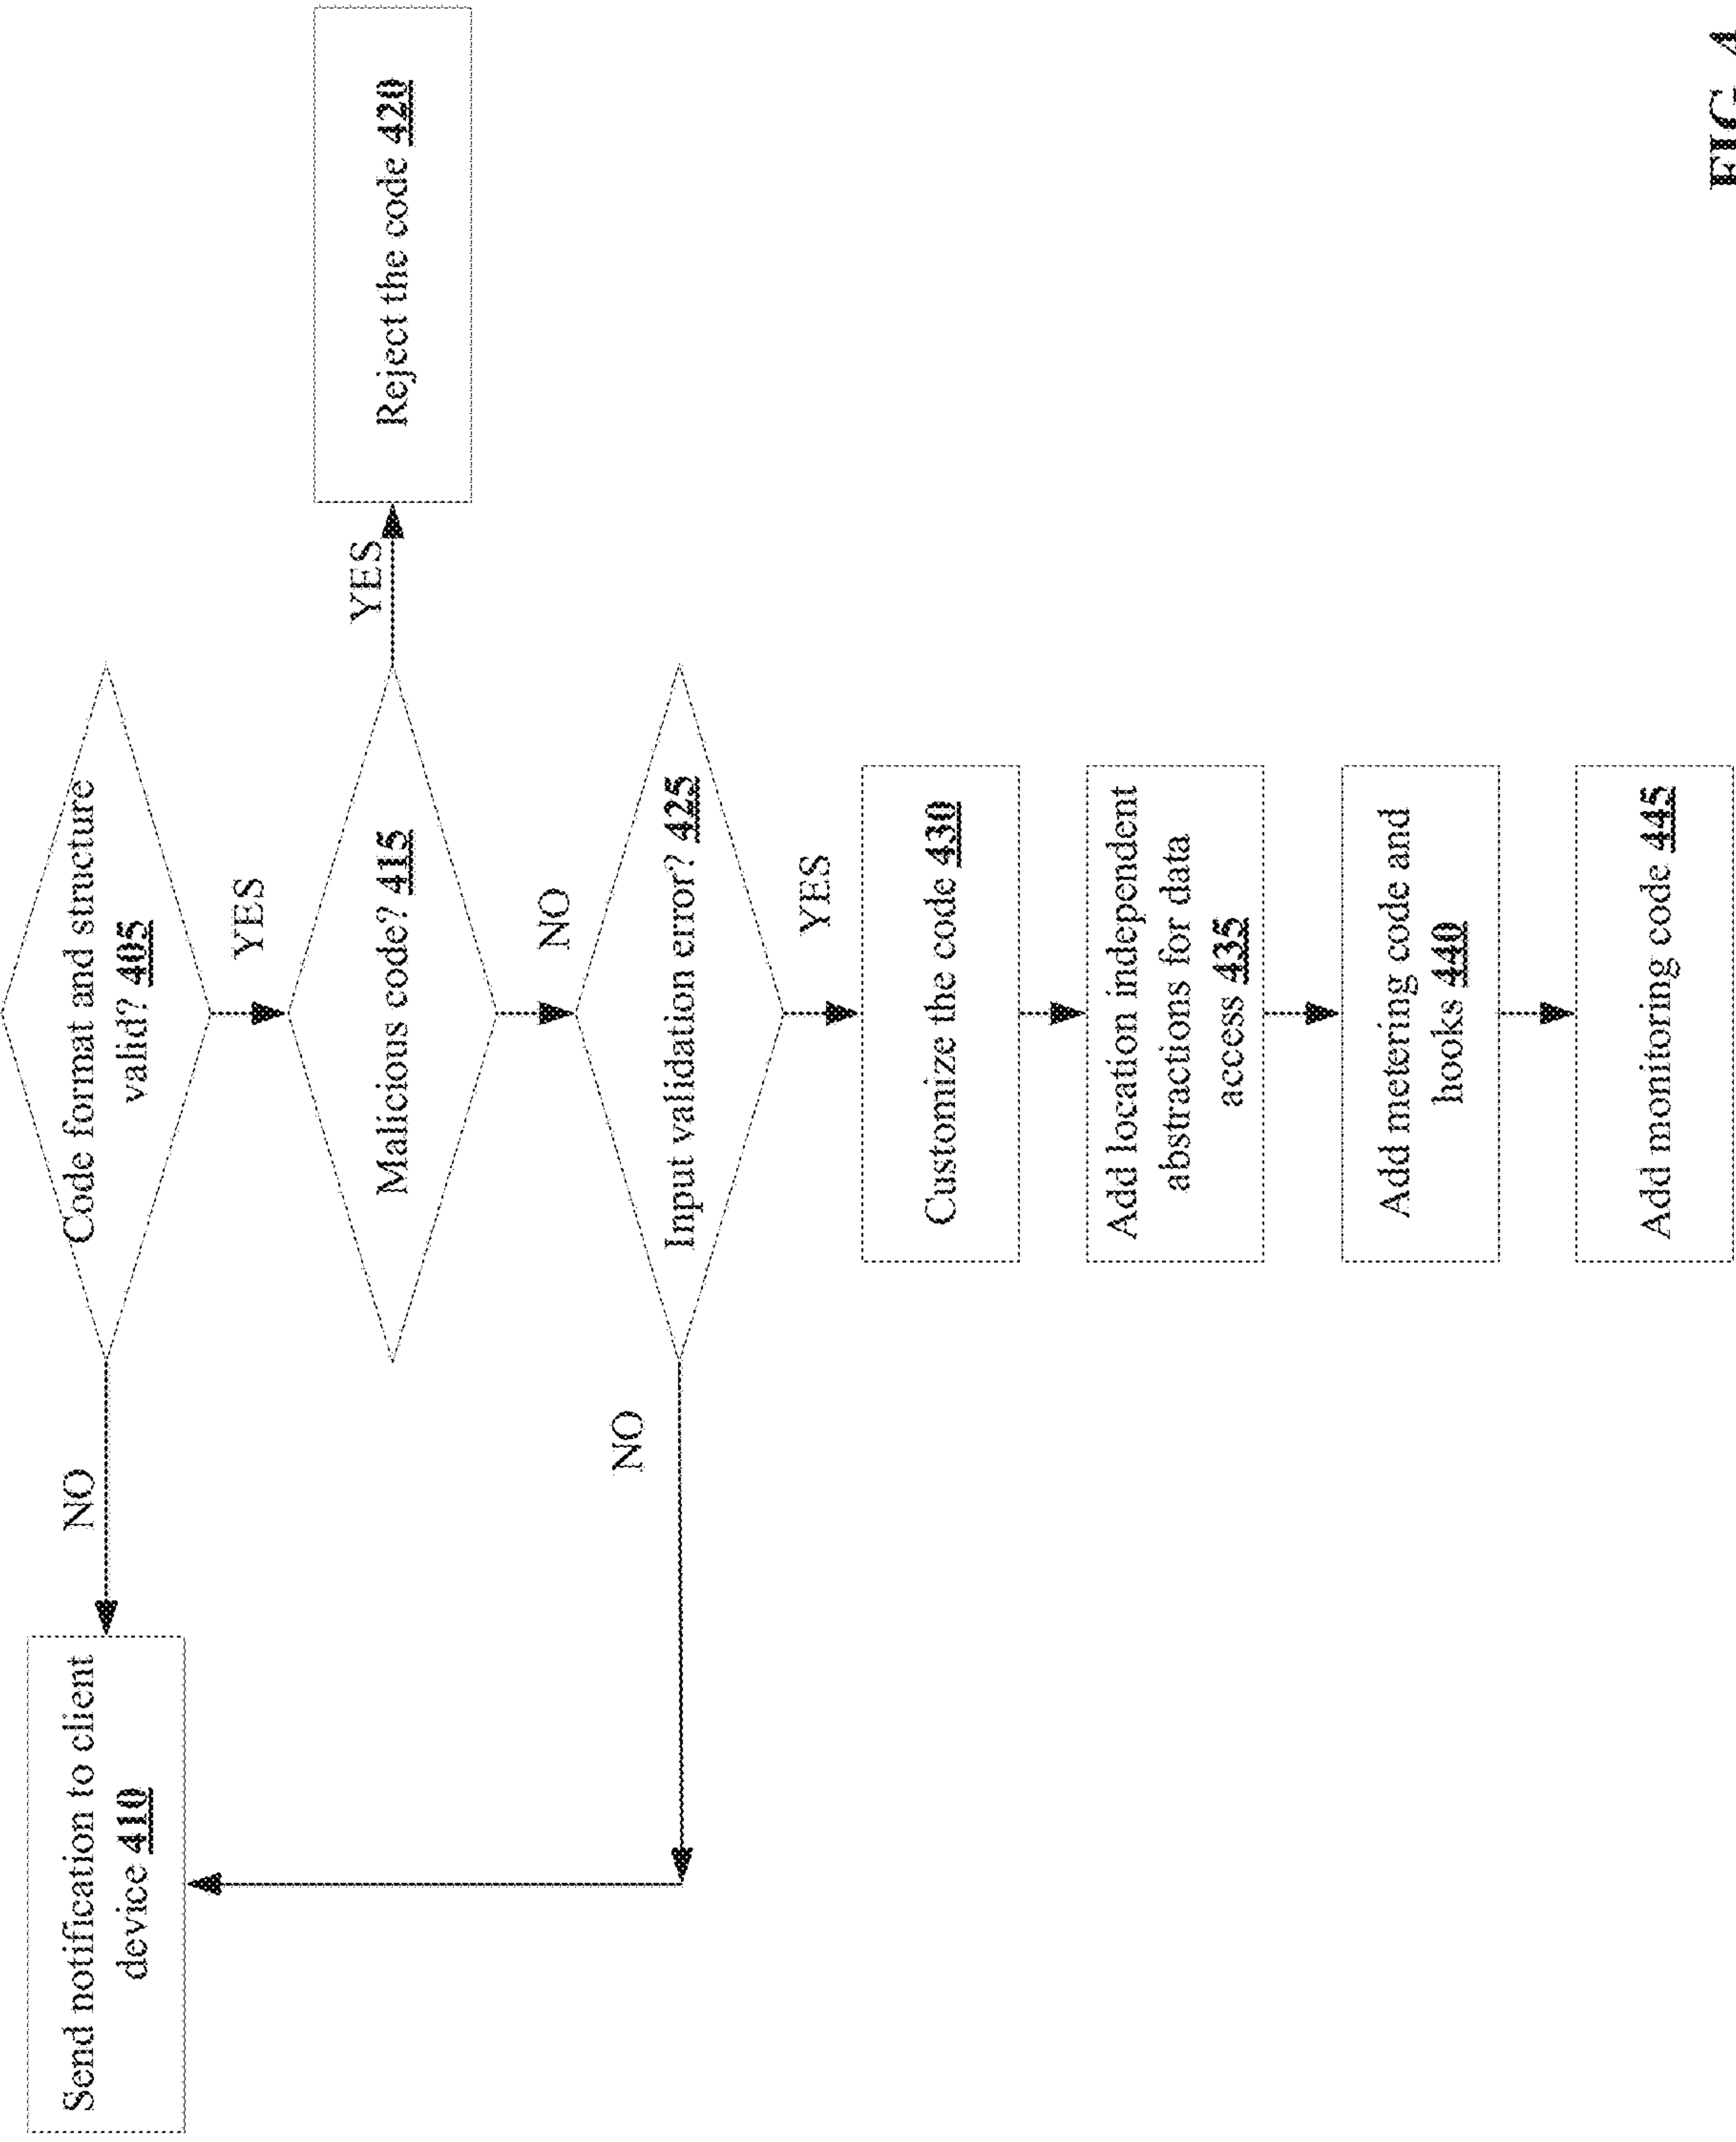 Code format and structure
valid? 405
NO
Send notification to client
device 410
YES
Malicious code? 415
YES
Reject the code 420
NO
Input validation error? 425
NO
YES
Customize the code 430
Add location independent
abstractions for data
access 435
Add metering code and
hooks 440
Add monitoring code 445
FIG. 4